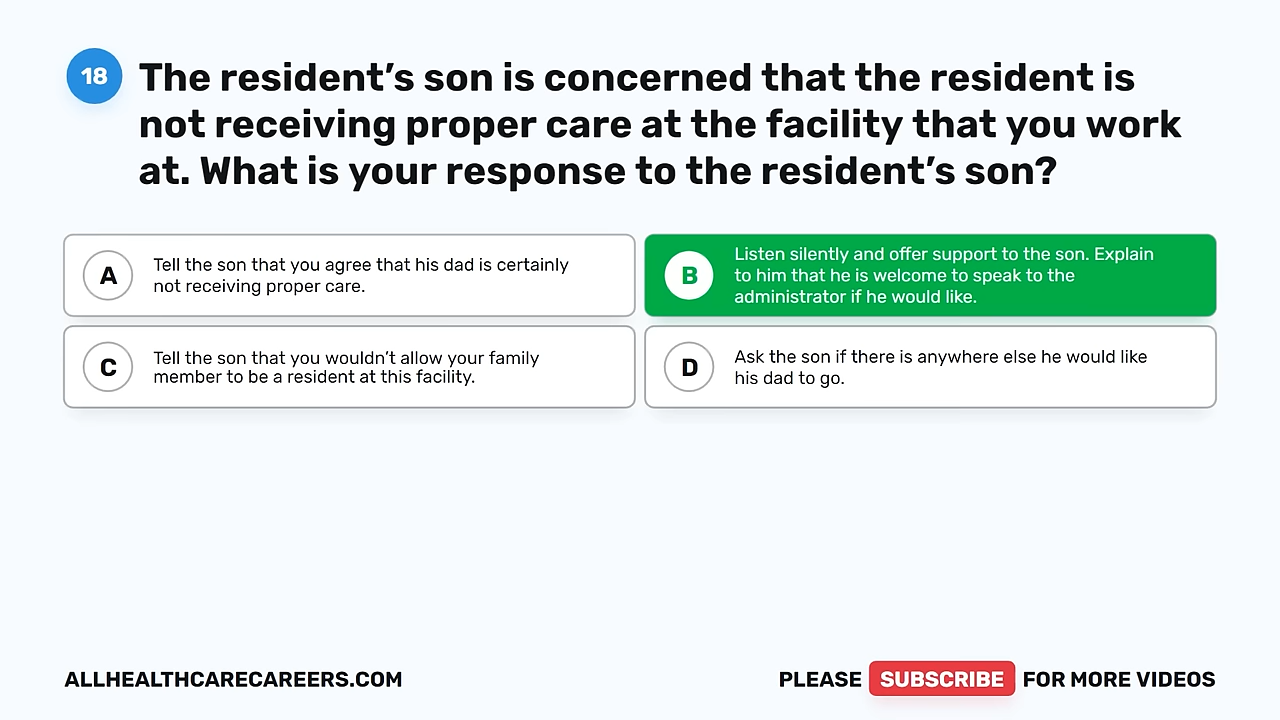 18
The resident’s son is concerned that the resident is
not receiving proper care at the facility that you work
at. What is your response to the resident’s son?
A
Tell the son that you agree that his dad is certainly
not receiving proper care.
B
Listen silently and offer support to the son. Explain
to him that he is welcome to speak to the
administrator if he would like.
C
Tell the son that you wouldn’t allow your family
member to be a resident at this facility.
D
Ask the son if there is anywhere else he would like
his dad to go.
ALLHEALTHCARECAREERS.COM
PLEASE SUBSCRIBE FOR MORE VIDEOS